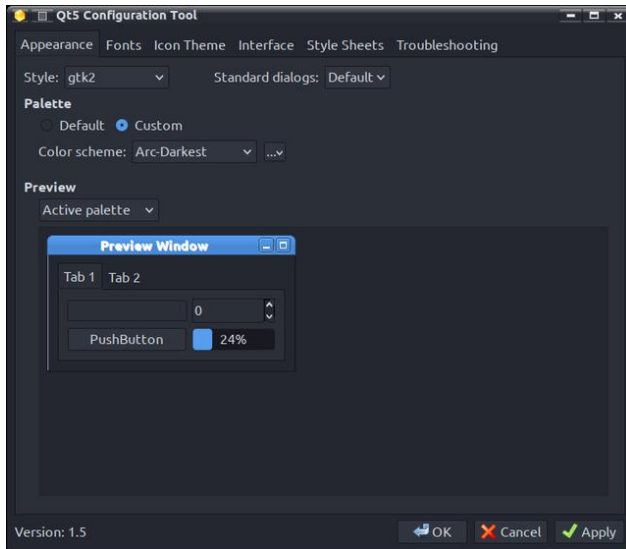 Qt5 Configuration Tool
Appearance Fonts Icon Theme Interface Style Sheets Troubleshooting
Style: gtk2 Standard dialogs: Default
Palette
Default Custom
Color scheme: Arc-Darkest ...
Preview
Active palette
Preview Window
Tab 1 Tab 2
0
PushButton 24%
Version: 1.5 OK Cancel Apply